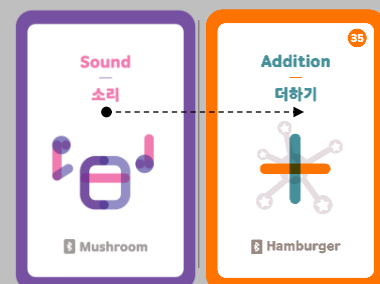 Sound
소리
Mushroom
35
Addition
더하기
Hamburger